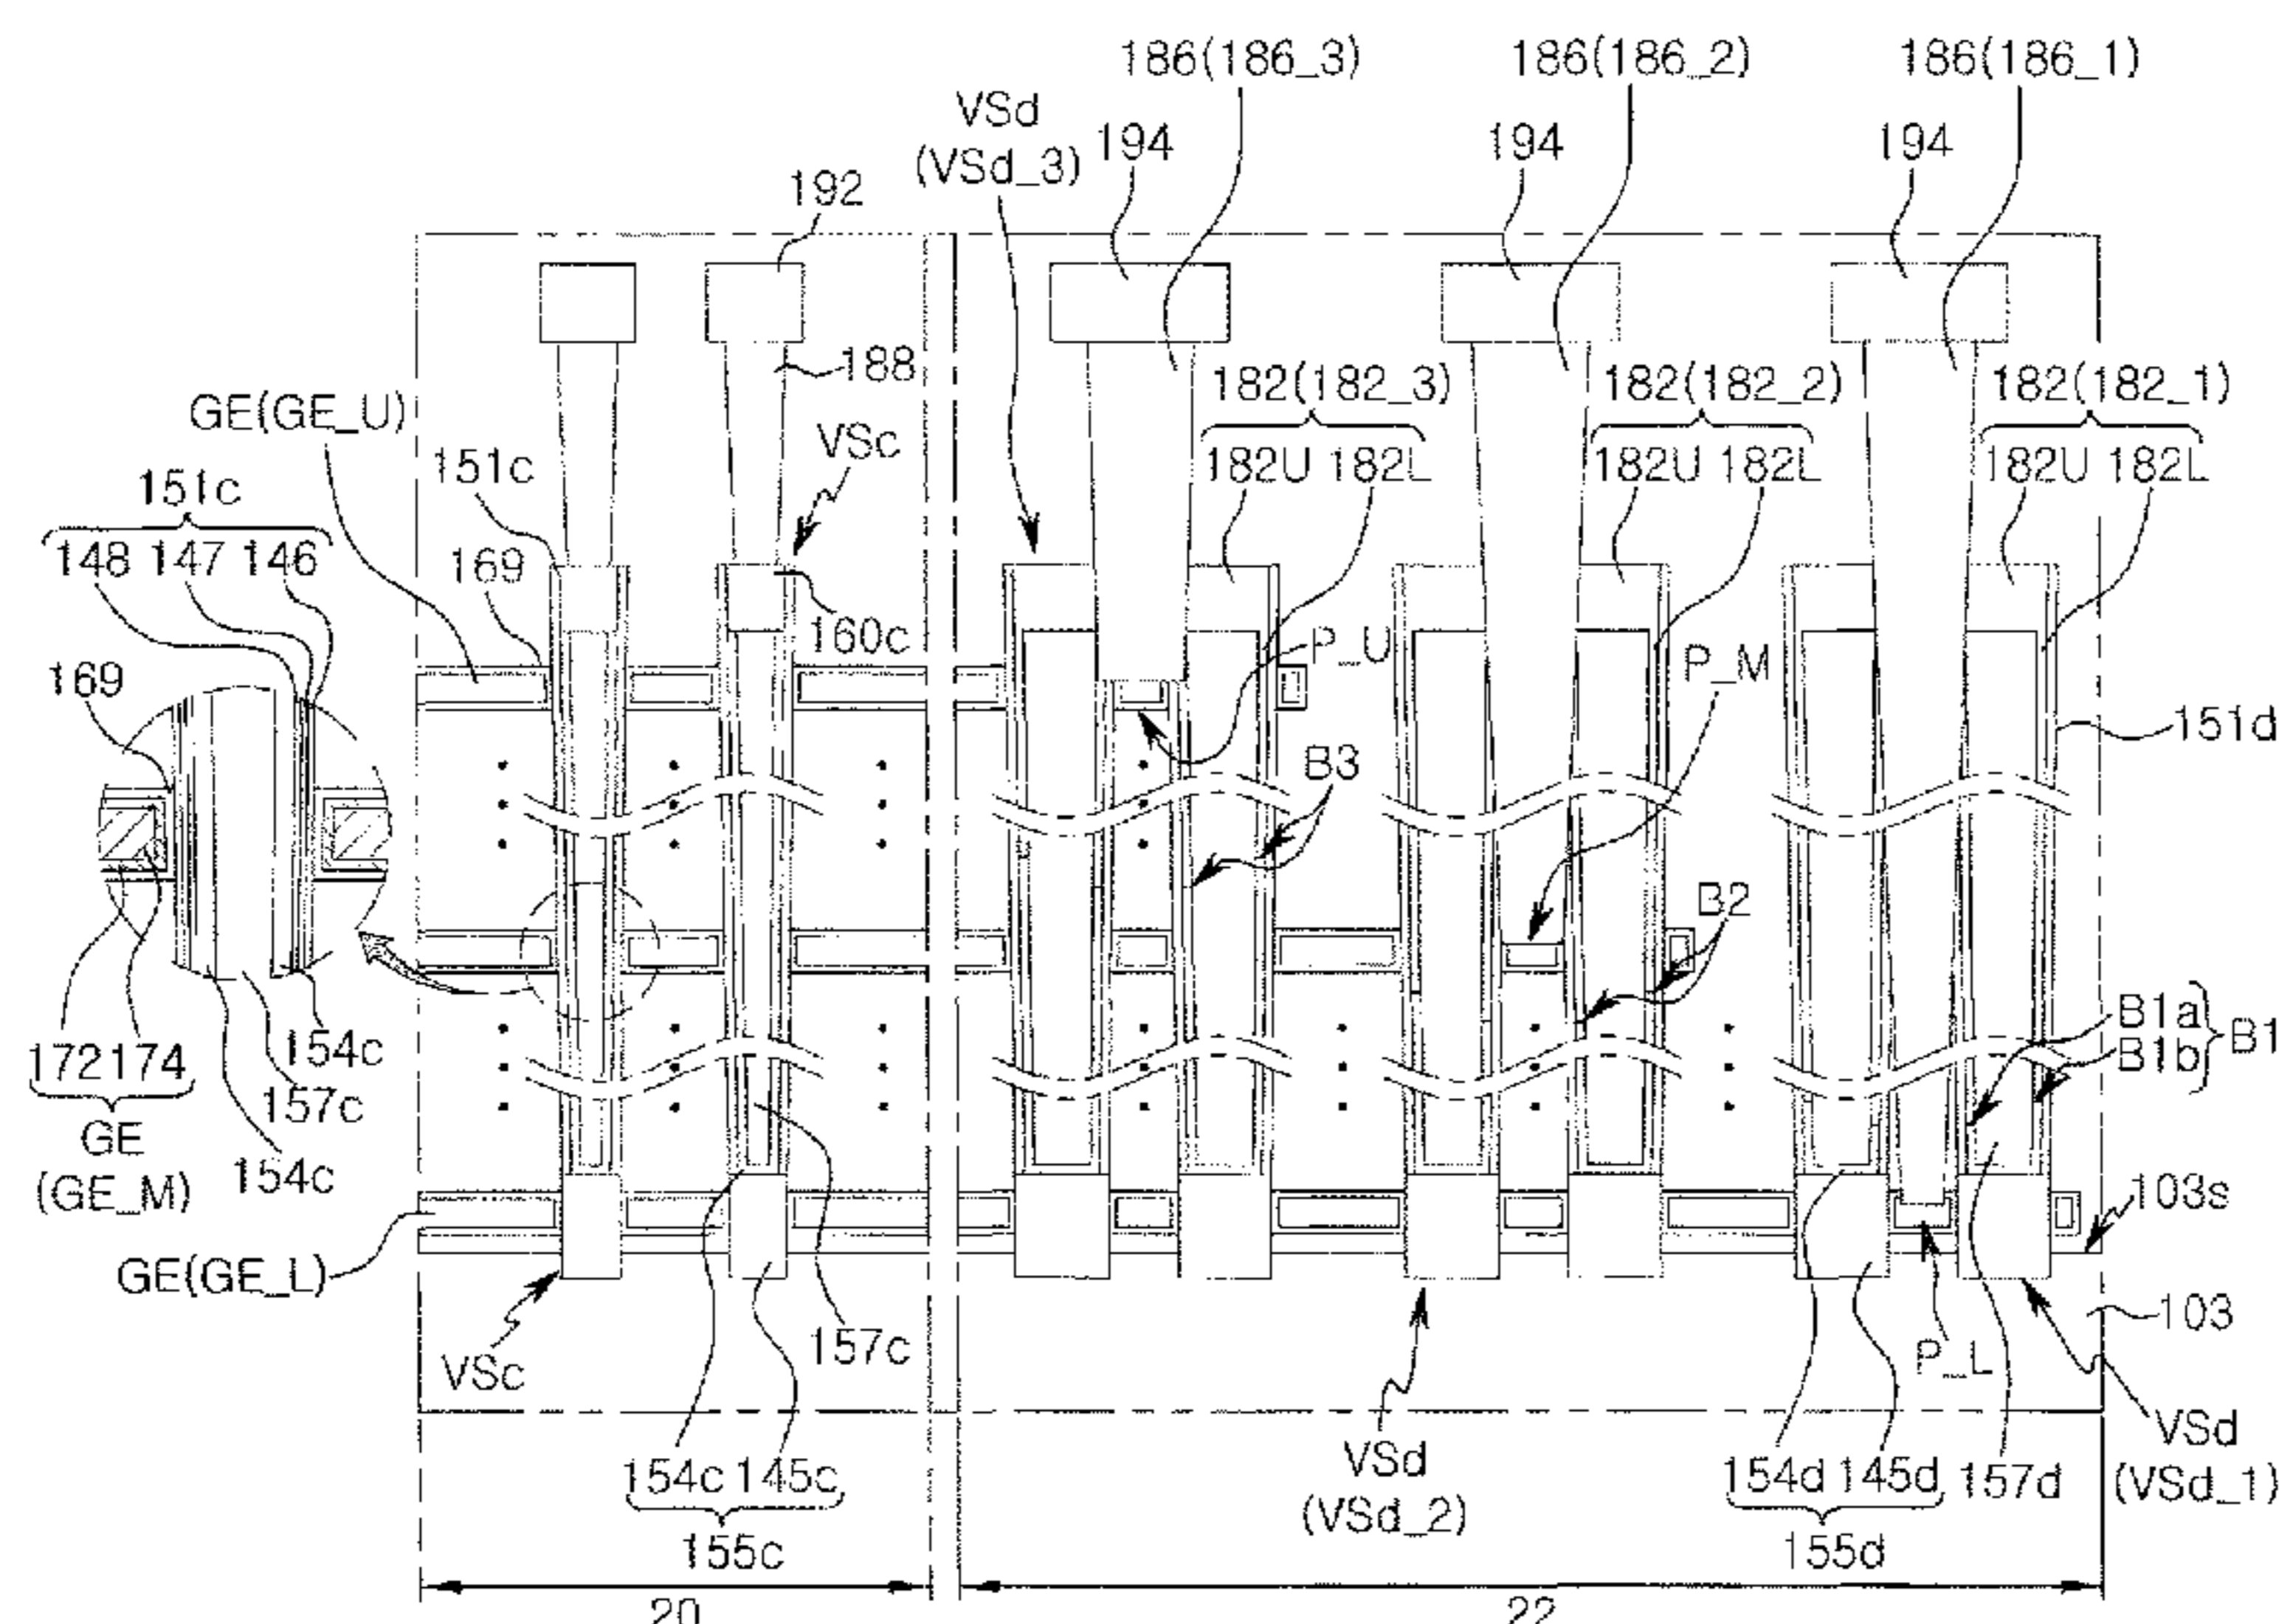 186(186_3) 186(186_2) 186(186_1)
VSd
(VSd_3)
194 194 194
192
188
182(182_3) 182(182_2) 182(182_1)
GE(GE_U)
VSc
151c
182U 182L 182U 182L 182U 182L
151c
148 147 146
169
160c
P_U
P_M
169
151d
B3
B2
B1a
B1
B1b
154c
172 174
157c
GE
(GE_M)
154c
103s
GE(GE_L)
103
157c
VSc
P_L
VSd
(VSd_2)
VSd
(VSd_1)
154c 145c
155c
154d 145d 157d
155d
20 22